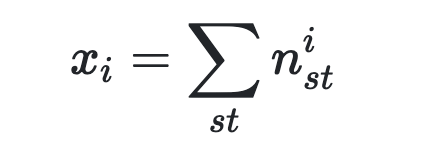 $x_i = \sum_{st} n^i_{st}$